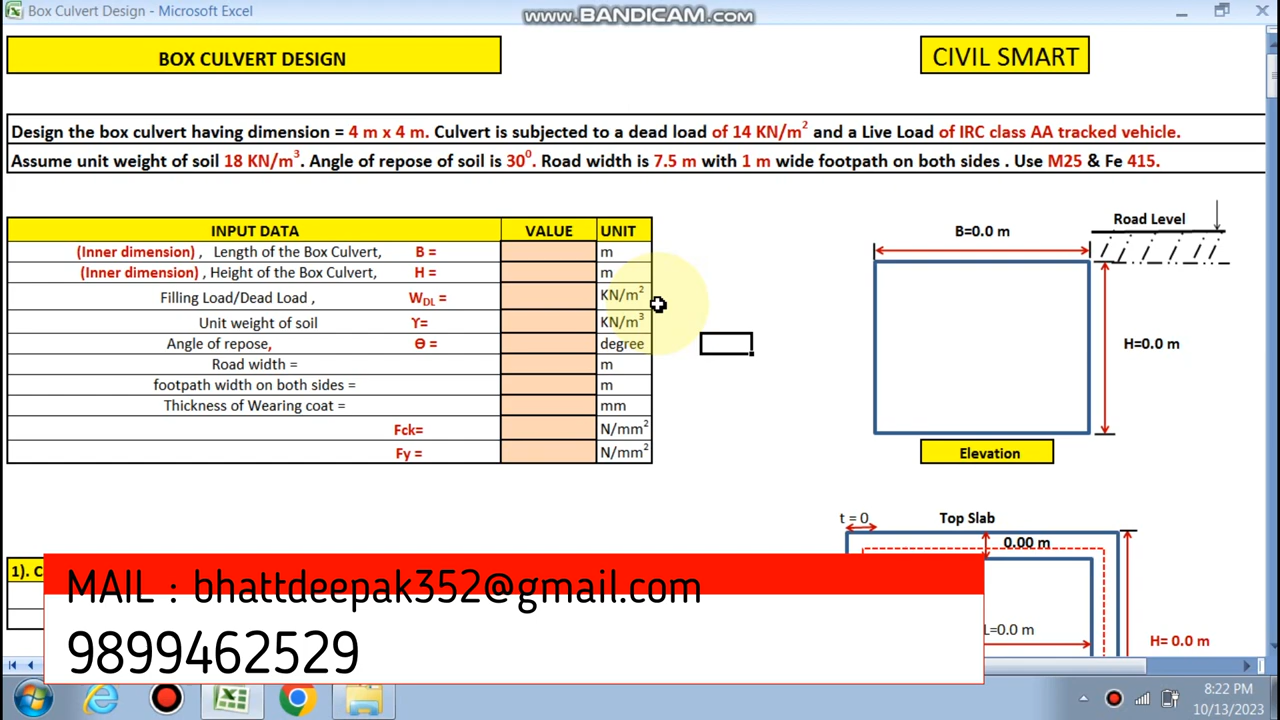 Box Culvert Design - Microsoft Excel
www.BANDICAM.com
BOX CULVERT DESIGN
CIVIL SMART
Design the box culvert having dimension = 4 m x 4 m. Culvert is subjected to a dead load of 14 KN/m² and a Live Load of IRC class AA tracked vehicle.
Assume unit weight of soil 18 KN/m³. Angle of repose of soil is 30⁰. Road width is 7.5 m with 1 m wide footpath on both sides . Use M25 & Fe 415.
INPUT DATA VALUE UNIT
(Inner dimension) , Length of the Box Culvert, B = m
(Inner dimension) , Height of the Box Culvert, H = m
Filling Load/Dead Load , W_DL = KN/m²
Unit weight of soil ϒ= KN/m³
Angle of repose, ϴ = degree
Road width = m
footpath width on both sides = m
Thickness of Wearing coat = mm
Fck= N/mm²
Fy = N/mm²
Road Level
B=0.0 m
H=0.0 m
Elevation
t = 0
Top Slab
0.00 m
L=0.0 m
H= 0.0 m
1). C
MAIL : bhattdeepak352@gmail.com
9899462529
8:22 PM
10/13/2023